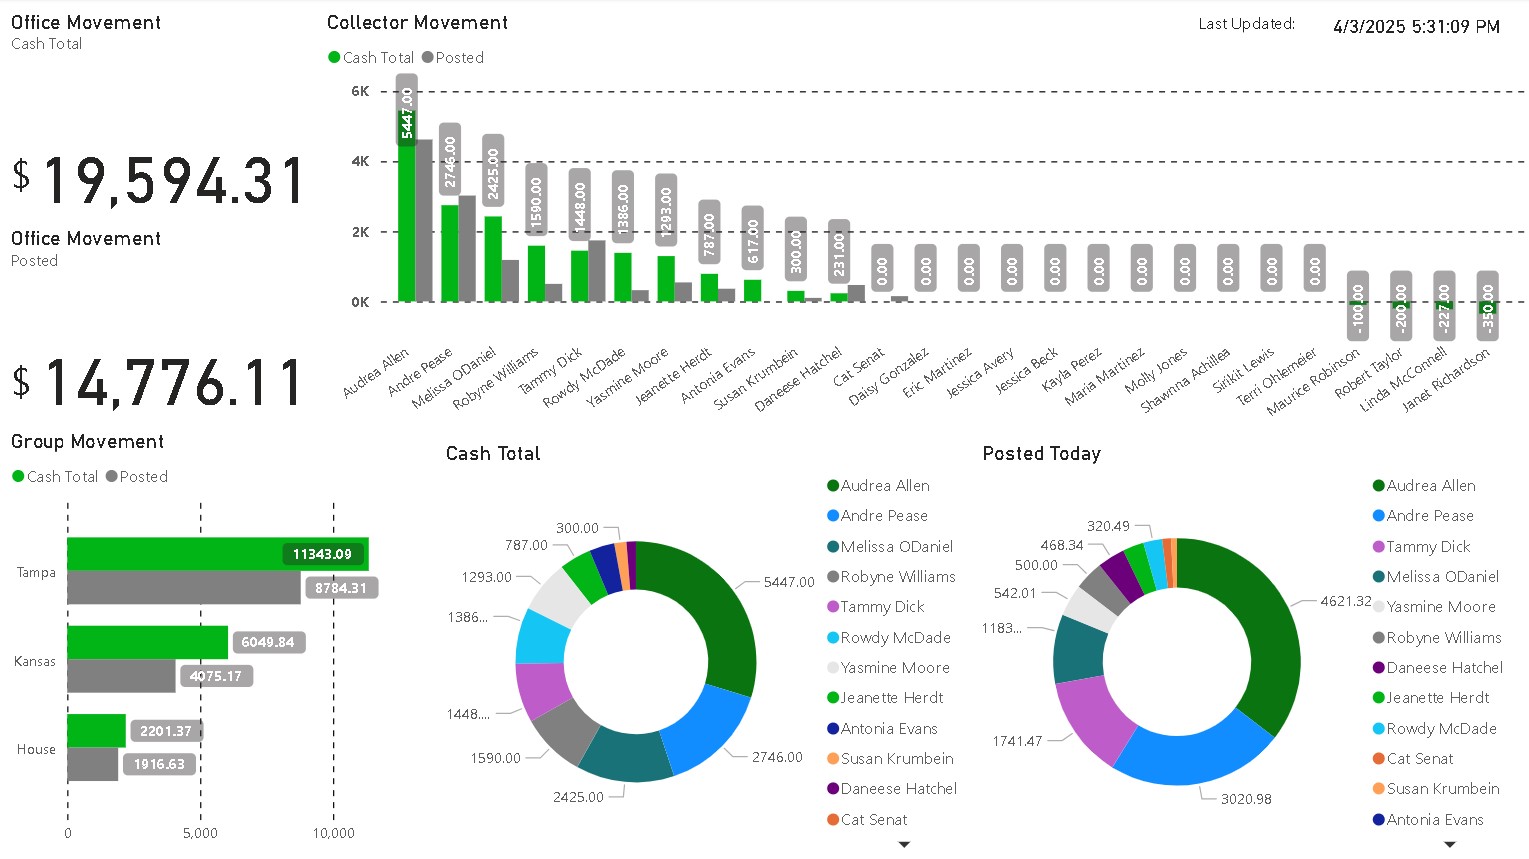 Office Movement
Cash Total
$ 19,594.31
Office Movement
Posted
$ 14,776.11
Collector Movement
Last Updated: 4/3/2025 5:31:09 PM
Cash Total Posted
6K
4K
2K
0K
5447.00
2746.00
2425.00
1590.00
1448.00
1386.00
1293.00
787.00
617.00
300.00
231.00
0.00
0.00
0.00
0.00
0.00
0.00
0.00
0.00
0.00
0.00
0.00
-100.00
-200.00
-227.00
-350.00
Audrea Allen
Andre Pease
Melissa ODaniel
Robyne Williams
Tammy Dick
Rowdy McDade
Yasmine Moore
Jeanette Herdt
Antonia Evans
Susan Krumbein
Daneese Hatchel
Cat Senat
Daisy Gonzalez
Eric Martinez
Jessica Avery
Jessica Beck
Kayla Perez
Maria Martinez
Molly Jones
Shawna Achillea
Sirikit Lewis
Terri Ohlemeier
Maurice Robinson
Robert Taylor
Linda McConnell
Janet Richardson
Group Movement
Cash Total Posted
Tampa
11343.09
8784.31
Kansas
6049.84
4075.17
House
2201.37
1916.63
0
5,000
10,000
Cash Total
300.00
787.00
1293.00
1386...
1448....
1590.00
2425.00
2746.00
5447.00
Audrea Allen
Andre Pease
Melissa ODaniel
Robyne Williams
Tammy Dick
Rowdy McDade
Yasmine Moore
Jeanette Herdt
Antonia Evans
Susan Krumbein
Daneese Hatchel
Cat Senat
Posted Today
320.49
468.34
500.00
542.01
1183...
1741.47
3020.98
4621.32
Audrea Allen
Andre Pease
Tammy Dick
Melissa ODaniel
Yasmine Moore
Robyne Williams
Daneese Hatchel
Jeanette Herdt
Rowdy McDade
Cat Senat
Susan Krumbein
Antonia Evans